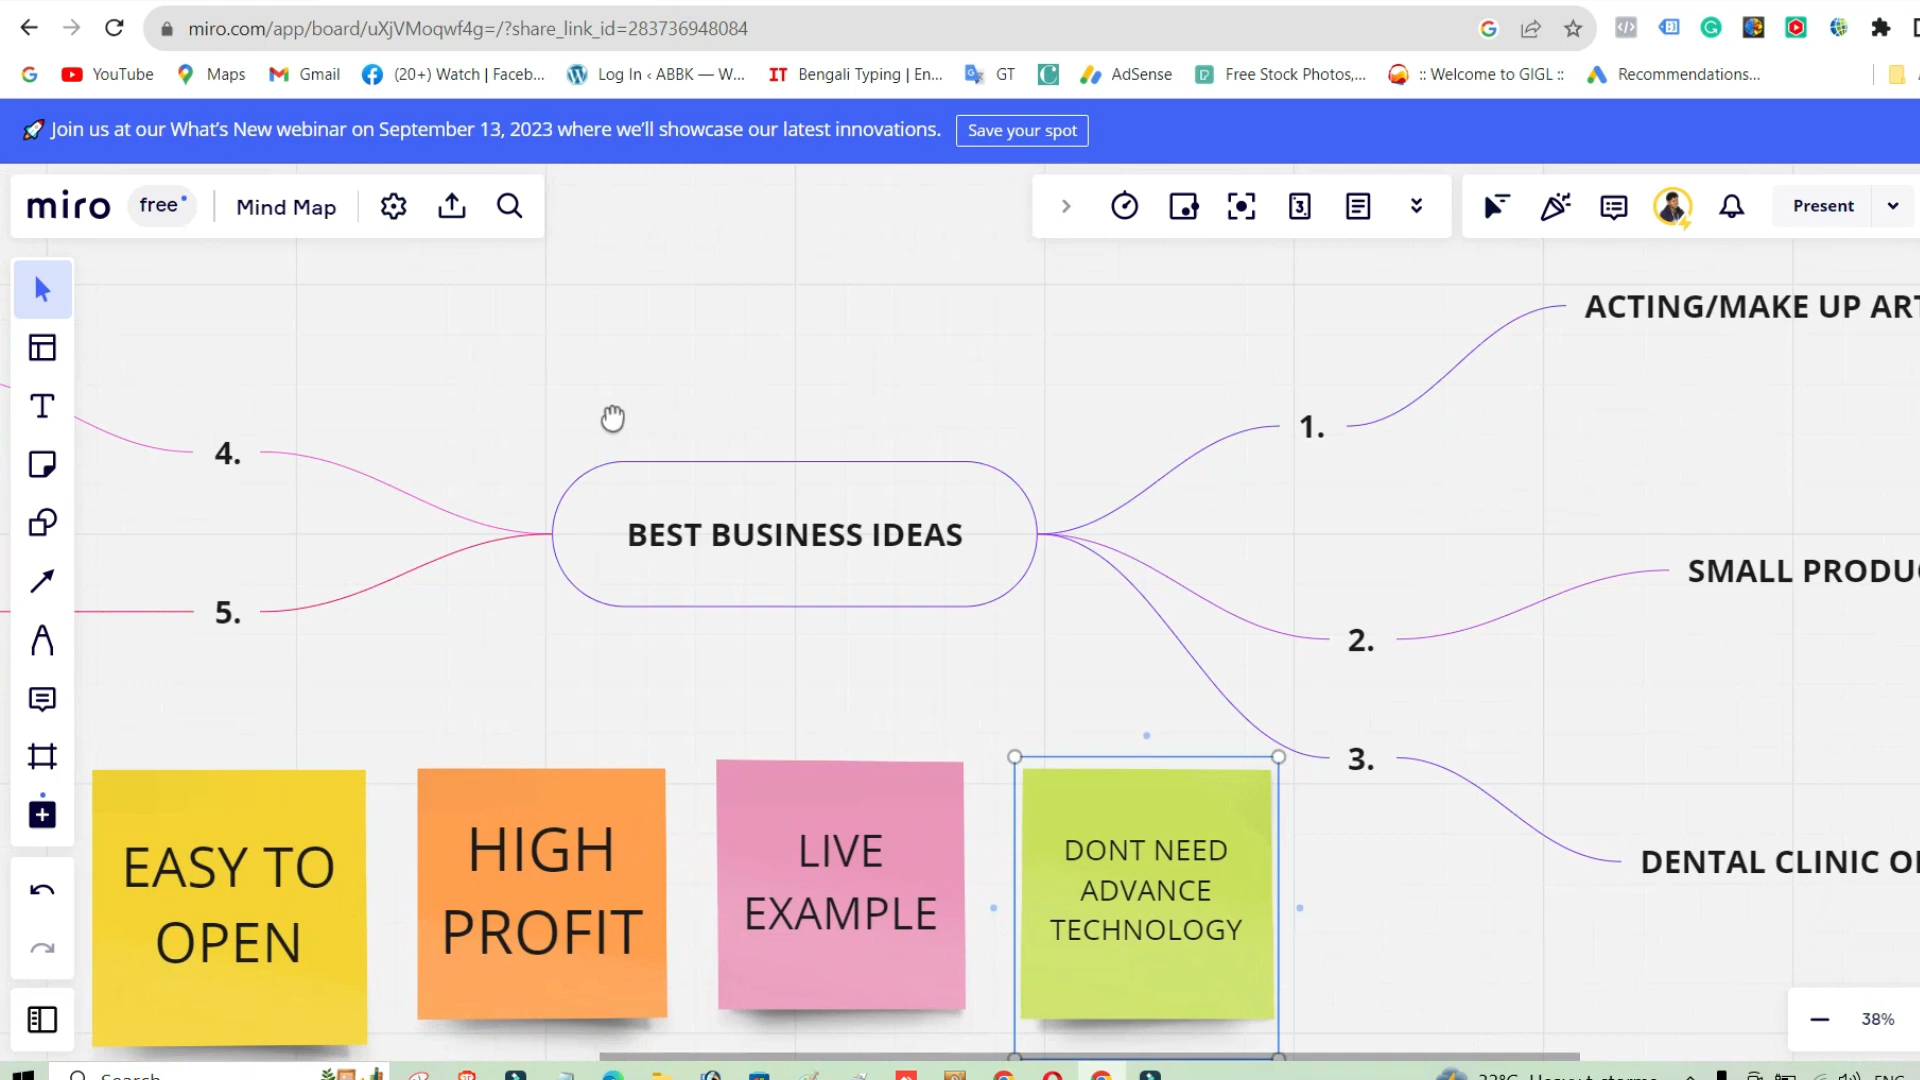 miro.com/app/board/uXjVMoqwf4g=/?share_link_id=283736948084
YouTube Maps Gmail (20+) Watch | Faceb... Log In ‹ ABBK — W... IT Bengali Typing | En... GT AdSense Free Stock Photos,... :: Welcome to GIGL :: Recommendations...
Join us at our What's New webinar on September 13, 2023 where we'll showcase our latest innovations. Save your spot
miro free Mind Map 3 Present
ACTING/MAKE UP ART
1.
4.
BEST BUSINESS IDEAS
SMALL PRODUC
5.
2.
3.
DENTAL CLINIC O
EASY TO
OPEN
HIGH
PROFIT
LIVE
EXAMPLE
DONT NEED
ADVANCE
TECHNOLOGY
38%
Search